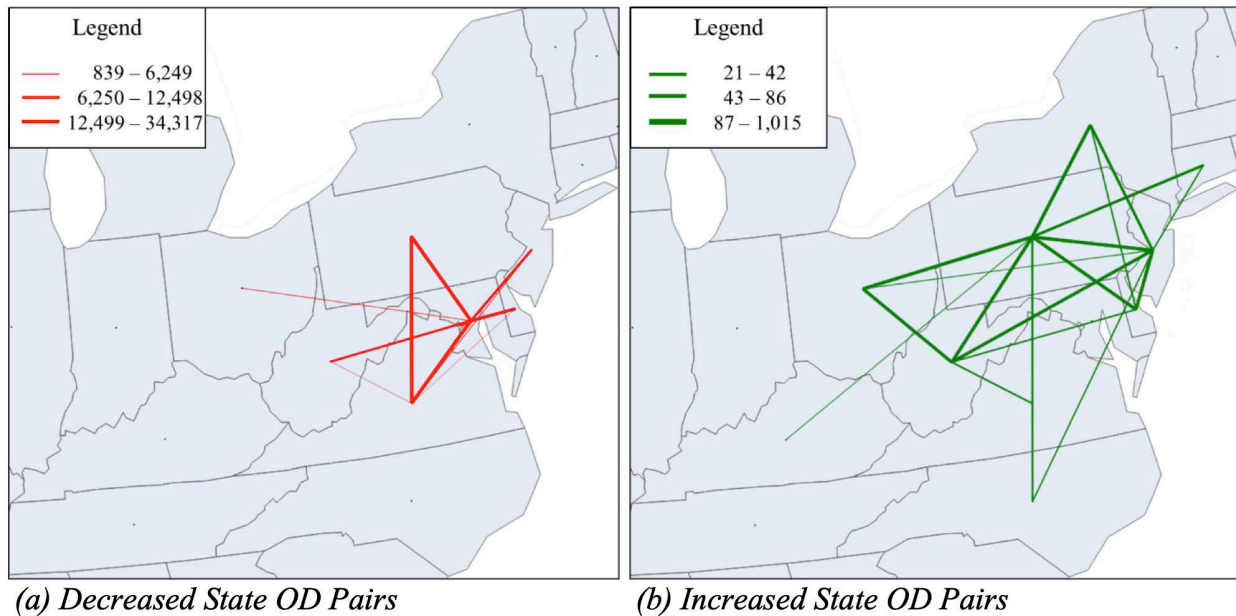 Legend
839 – 6,249
6,250 – 12,498
12,499 – 34,317
Legend
21 – 42
43 – 86
87 – 1,015
(a) Decreased State OD Pairs
(b) Increased State OD Pairs